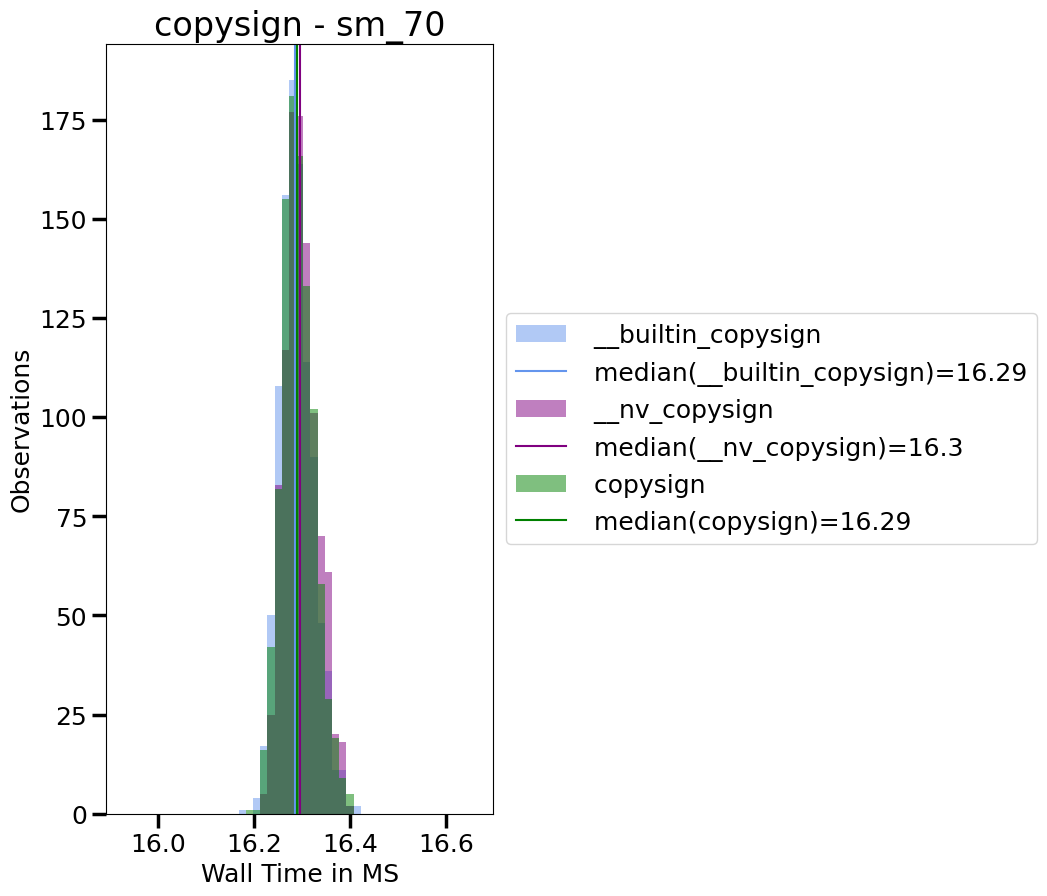 copysign - sm_70
175
150
125
100
75
50
25
0
Observations
16.0 16.2 16.4 16.6
Wall Time in MS
__builtin_copysign
median(__builtin_copysign)=16.29
__nv_copysign
median(__nv_copysign)=16.3
copysign
median(copysign)=16.29